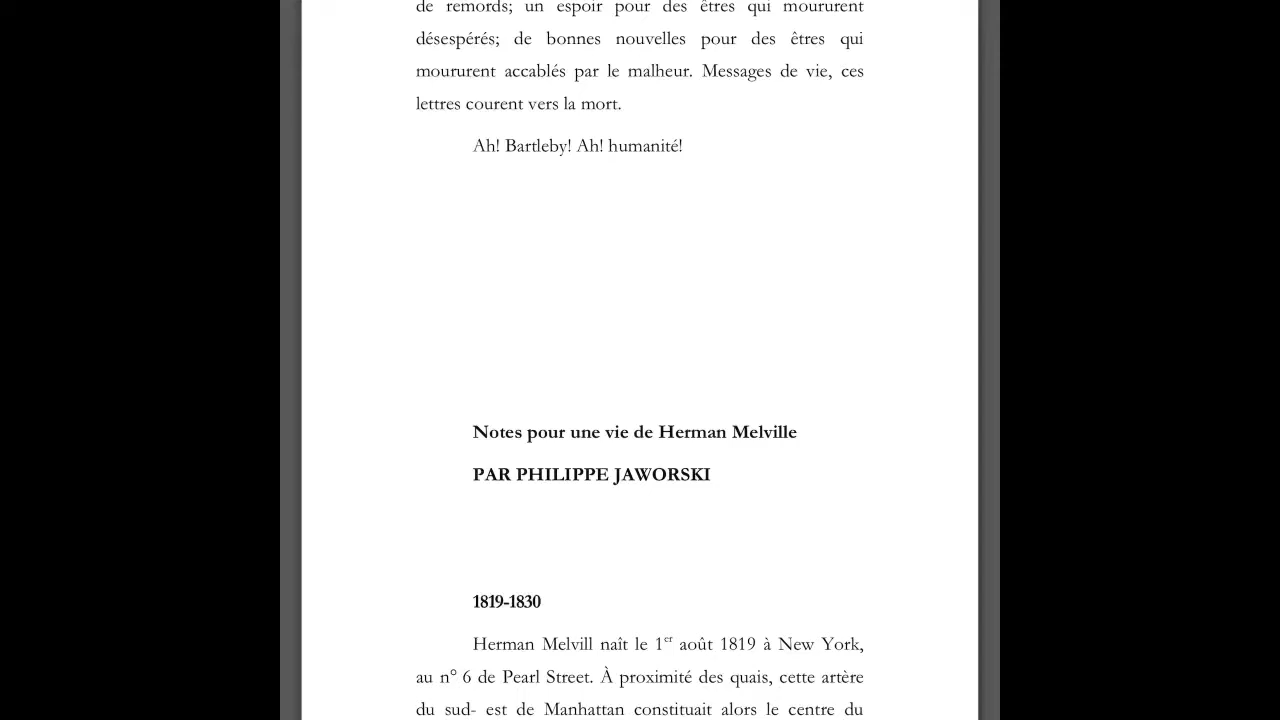 de remords; un espoir pour des êtres qui moururent
désespérés; de bonnes nouvelles pour des êtres qui
moururent accablés par le malheur. Messages de vie, ces
lettres courent vers la mort.
Ah! Bartleby! Ah! humanité!
Notes pour une vie de Herman Melville
PAR PHILIPPE JAWORSKI
1819-1830
Herman Melvill naît le 1er août 1819 à New York,
au n° 6 de Pearl Street. À proximité des quais, cette artère
du sud- est de Manhattan constituait alors le centre du